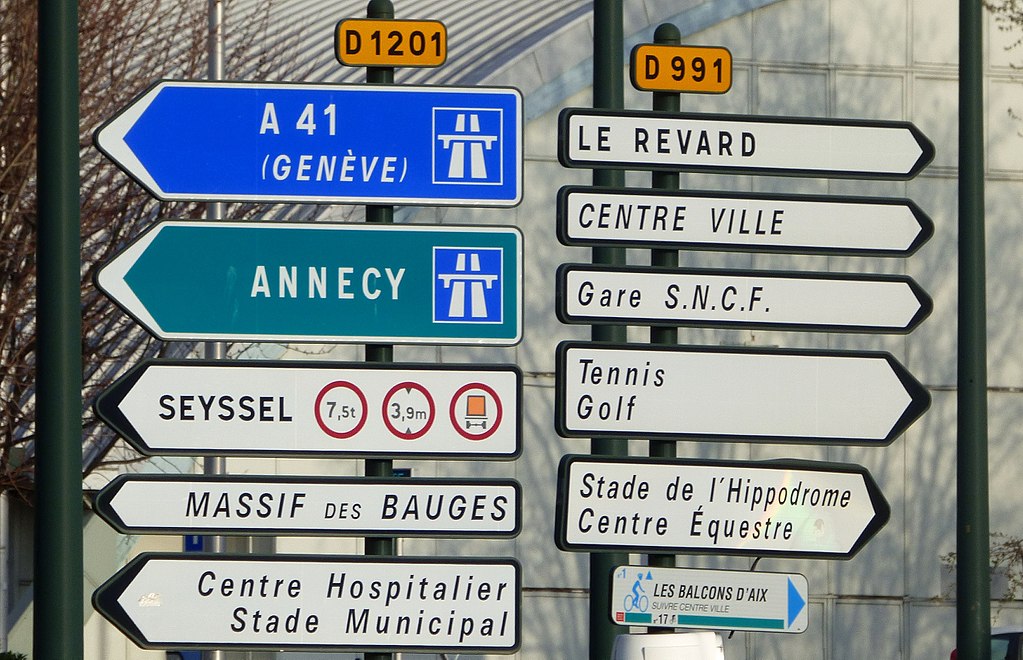 D 1201
A 41
(GENÈVE)
ANNECY
SEYSSEL 7,5t 3,9m
MASSIF DES BAUGES
Centre Hospitalier
Stade Municipal
D 991
LE REVARD
CENTRE VILLE
Gare S.N.C.F.
Tennis
Golf
Stade de l'Hippodrome
Centre Équestre
1
LES BALCONS D'AIX
SUIVRE CENTRE VILLE
17